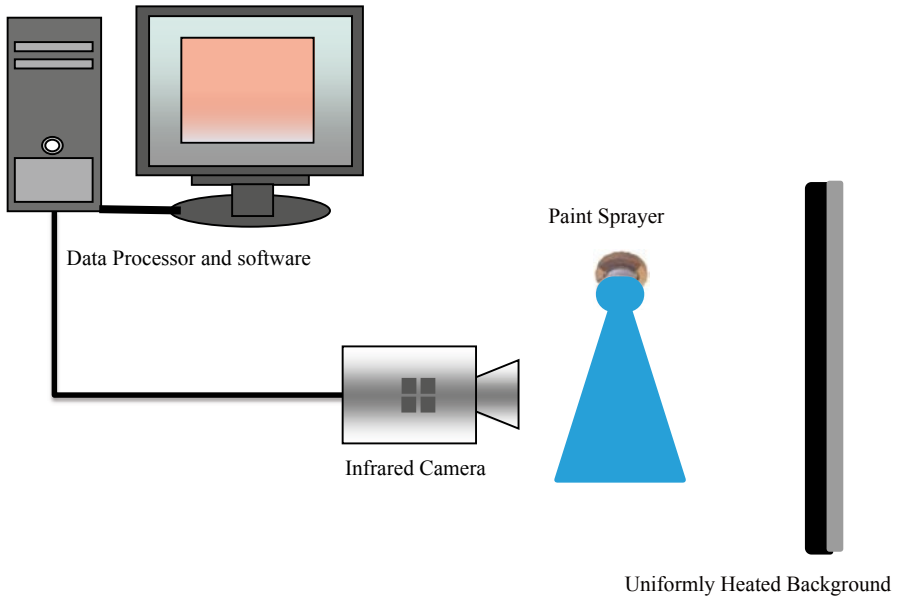 Paint Sprayer
Data Processor and software
Infrared Camera
Uniformly Heated Background